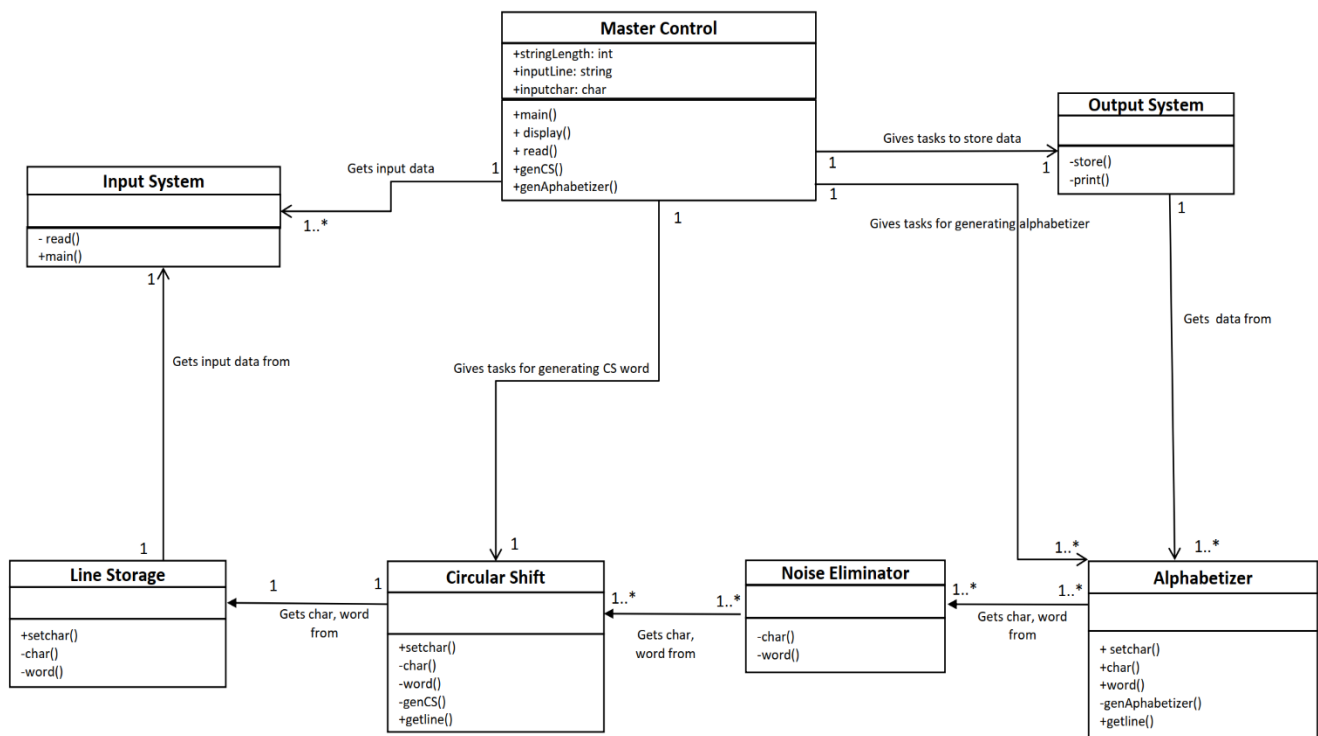 Master Control
+stringLength: int
+inputLine: string
+inputchar: char
+main()
+ display()
+ read()
+genCS()
+genAphabetizer()
Output System
-store()
-print()
Gives tasks to store data
1
1
Gets input data
1
1..*
Input System
- read()
+main()
1
1
Gives tasks for generating alphabetizer
1
1
Gets input data from
Gives tasks for generating CS word
Gets data from
1
1
1..*
1..*
Line Storage
+setchar()
-char()
-word()
1
1
Gets char, word
from
Circular Shift
+setchar()
-char()
-word()
-genCS()
+getline()
1..*
1..*
Gets char,
word from
Noise Eliminator
-char()
-word()
1..*
1..*
Gets char, word
from
Alphabetizer
+ setchar()
+char()
+word()
-genAphabetizer()
+getline()